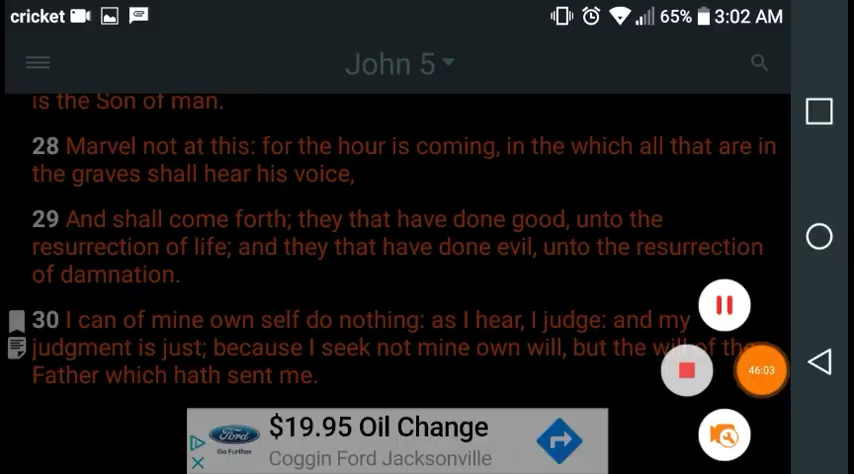 cricket 65% 3:02 AM
John 5
is the Son of man.
28 Marvel not at this: for the hour is coming, in the which all that are in
the graves shall hear his voice,
29 And shall come forth; they that have done good, unto the
resurrection of life; and they that have done evil, unto the resurrection
of damnation.
30 I can of mine own self do nothing: as I hear, I judge: and my
judgment is just; because I seek not mine own will, but the will of the
Father which hath sent me.
46:03
Ford
Go Further
$19.95 Oil Change
Coggin Ford Jacksonville